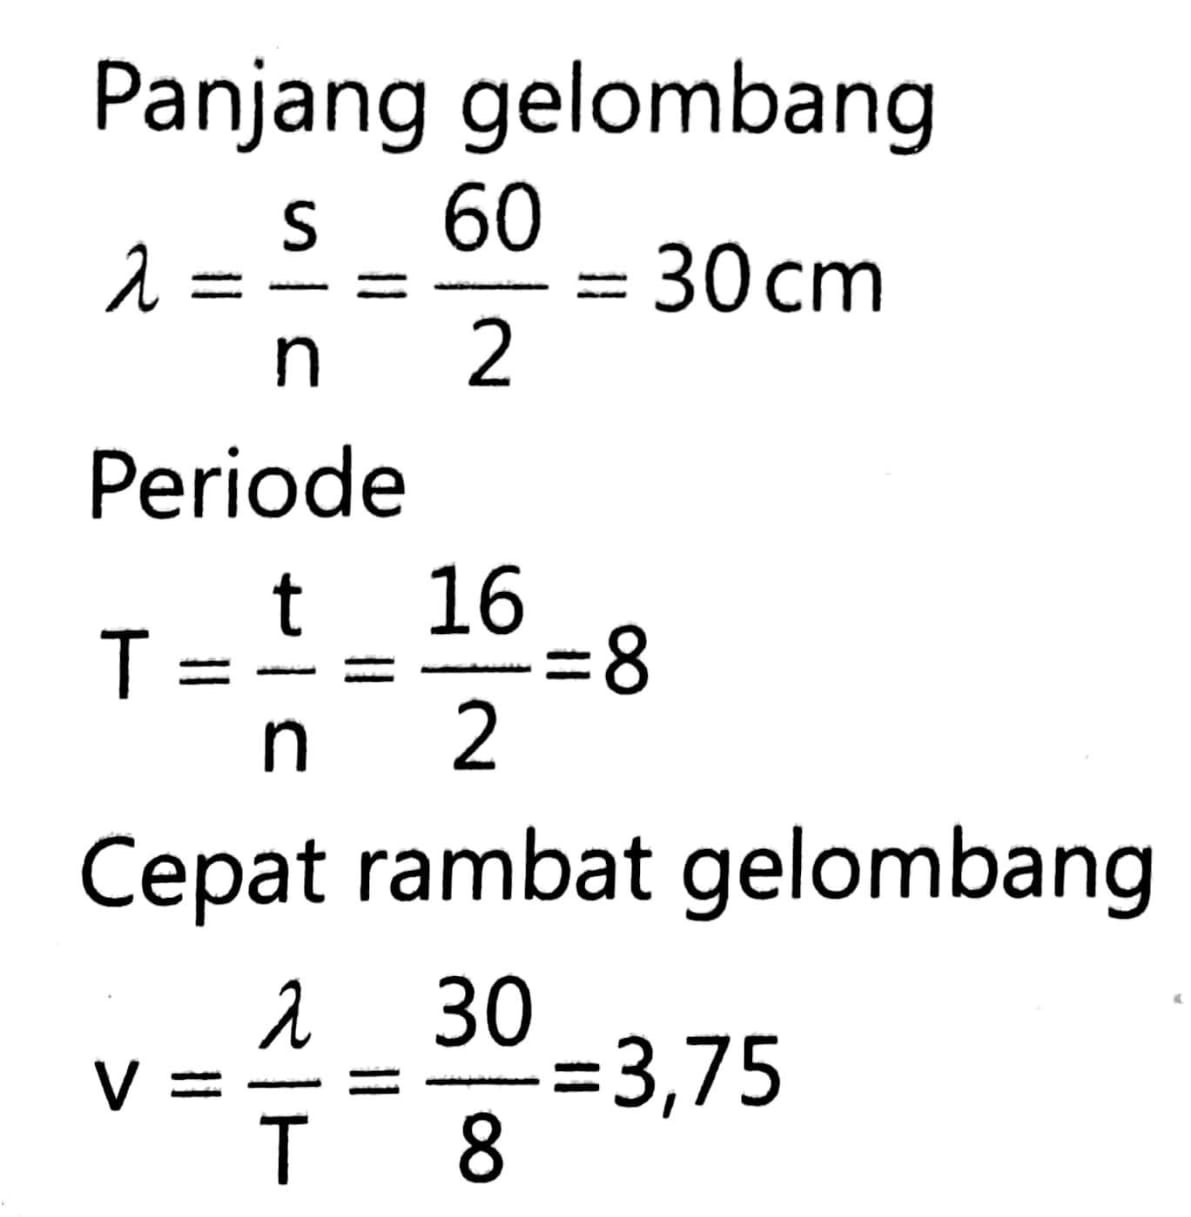 Panjang gelombang
λ = s/n = 60/2 = 30 cm
Periode
T = t/n = 16/2 = 8
Cepat rambat gelombang
v = λ/T = 30/8 = 3,75